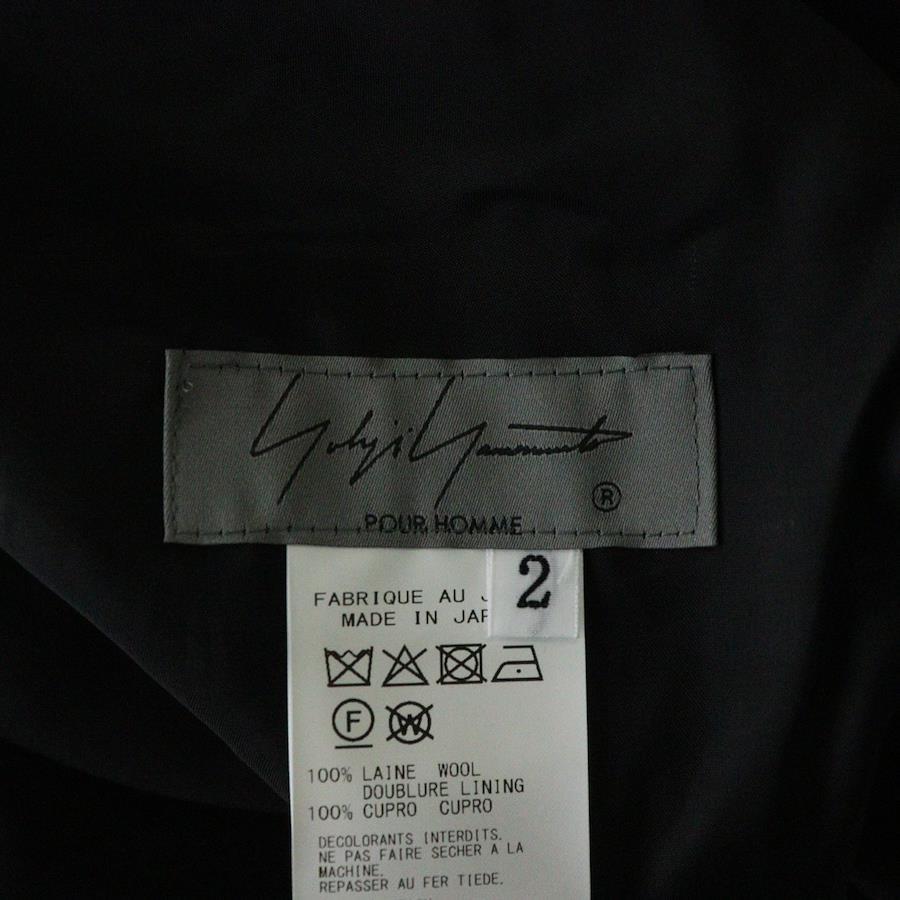 Yohji Yamamoto
®
POUR HOMME
2
FABRIQUE AU
MADE IN
F
W
100% LAINE WOOL
DOUBLURE LINING
100% CUPRO CUPRO
DECOLORANTS INTERDITS.
NE PAS FAIRE SECHER A LA
MACHINE.
REPASSER AU FER TIEDE.